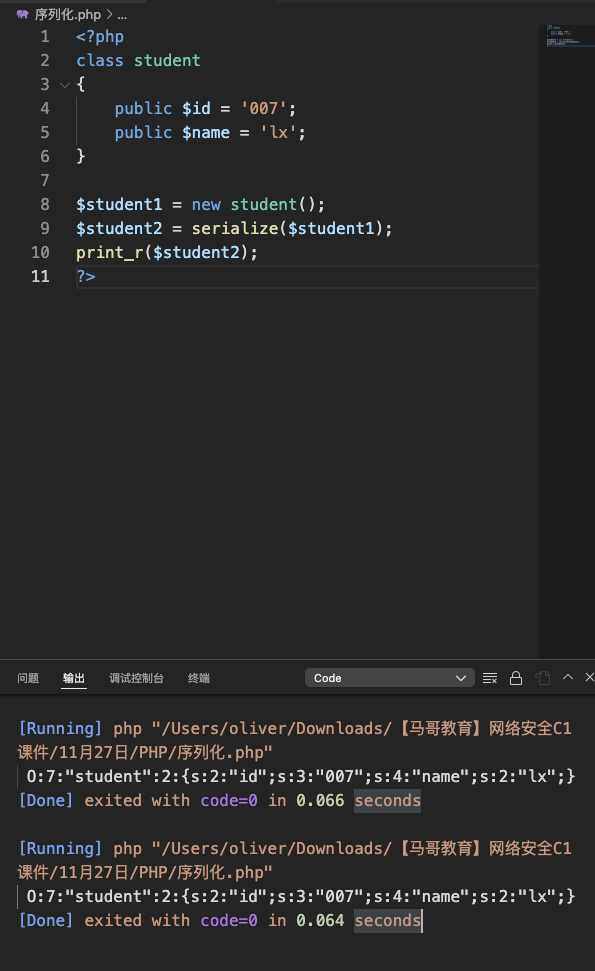 序列化.php > ...
1 <?php
2 class student
3 {
4     public $id = '007';
5     public $name = 'lx';
6 }
7
8 $student1 = new student();
9 $student2 = serialize($student1);
10 print_r($student2);
11 ?>
问题 输出 调试控制台 终端 Code
[Running] php "/Users/oliver/Downloads/【马哥教育】网络安全C1
课件/11月27日/PHP/序列化.php"
O:7:"student":2:{s:2:"id";s:3:"007";s:4:"name";s:2:"lx";}
[Done] exited with code=0 in 0.066 seconds
[Running] php "/Users/oliver/Downloads/【马哥教育】网络安全C1
课件/11月27日/PHP/序列化.php"
O:7:"student":2:{s:2:"id";s:3:"007";s:4:"name";s:2:"lx";}
[Done] exited with code=0 in 0.064 seconds